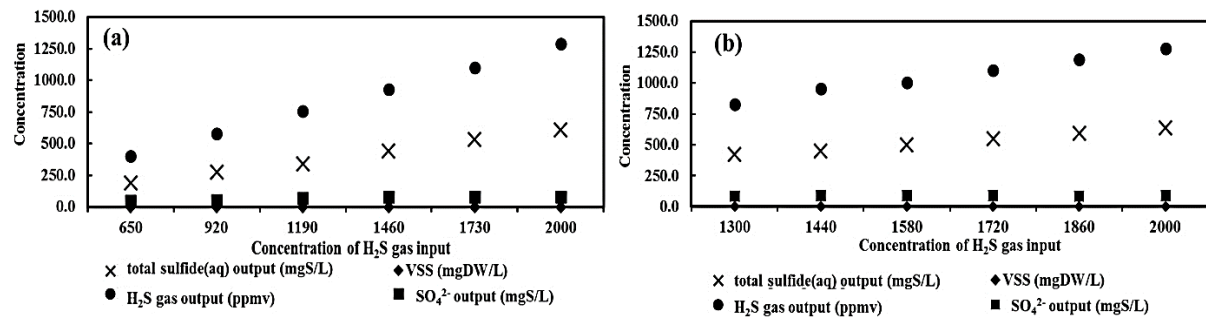 (a)
Concentration
1500.0
1250.0
1000.0
750.0
500.0
250.0
0.0
650 920 1190 1460 1730 2000
Concentration of H₂S gas input
× total sulfide(aq) output (mgS/L) ◆ VSS (mgDW/L)
● H₂S gas output (ppmv) ■ SO₄²⁻ output (mgS/L)
(b)
Concentration
1500.0
1250.0
1000.0
750.0
500.0
250.0
0.0
1300 1440 1580 1720 1860 2000
Concentration of H₂S gas input
× total sulfide(aq) output (mgS/L) ◆ VSS (mgDW/L)
● H₂S gas output (ppmv) ■ SO₄²⁻ output (mgS/L)